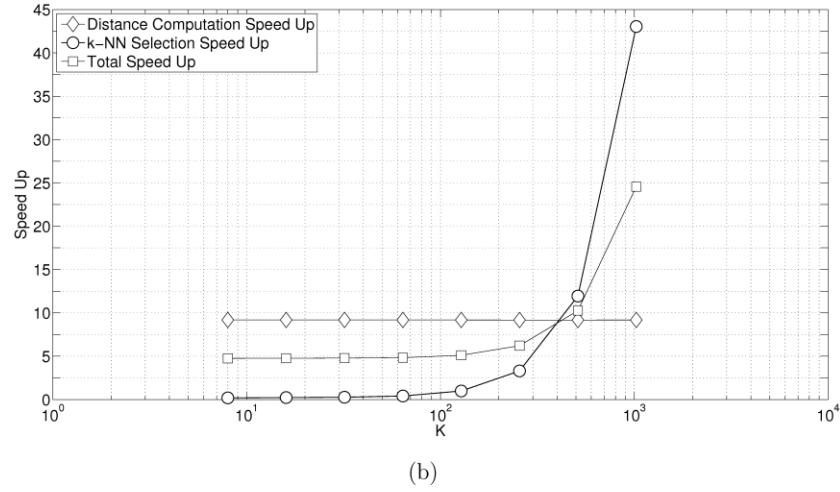 45
40
35
30
25
20
15
10
5
0
Speed Up
Distance Computation Speed Up
k-NN Selection Speed Up
Total Speed Up
10^0
10^1
10^2
10^3
10^4
K
(b)